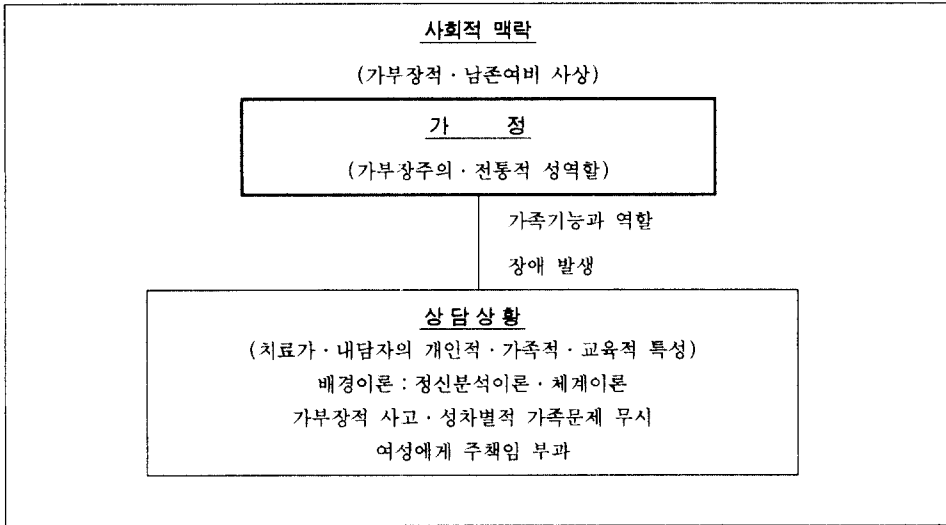 사회적 맥락
(가부장적·남존여비 사상)
가 정
(가부장주의·전통적 성역할)
가족기능과 역할
장애 발생
상담상황
(치료가·내담자의 개인적·가족적·교육적 특성)
배경이론 : 정신분석이론·체계이론
가부장적 사고·성차별적 가족문제 무시
여성에게 주책임 부과